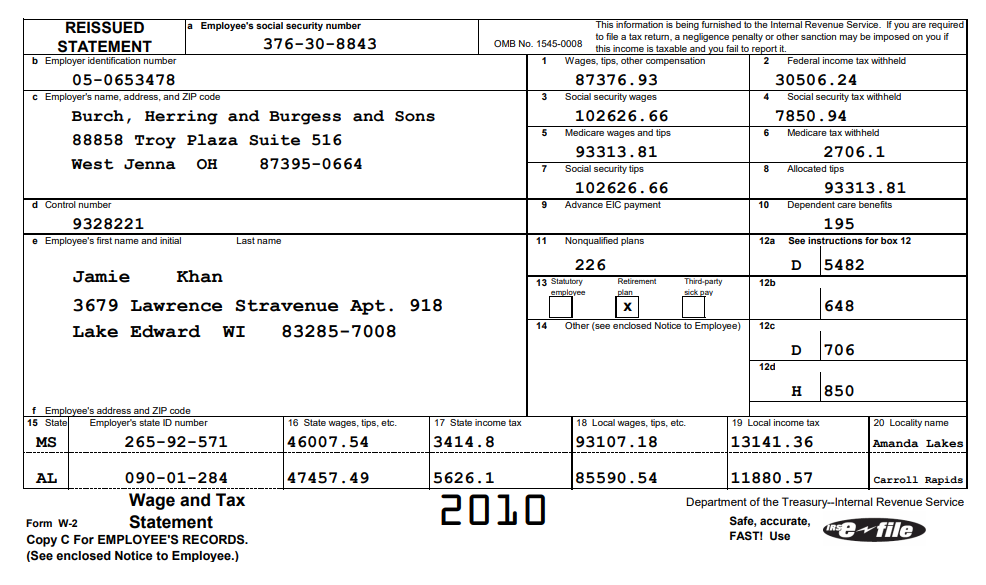 REISSUED STATEMENT
a Employee's social security number
376-30-8843
OMB No. 1545-0008
This information is being furnished to the Internal Revenue Service. If you are required
to file a tax return, a negligence penalty or other sanction may be imposed on you if
this income is taxable and you fail to report it.
b Employer identification number
05-0653478
1 Wages, tips, other compensation
87376.93
2 Federal income tax withheld
30506.24
c Employer's name, address, and ZIP code
Burch, Herring and Burgess and Sons
88858 Troy Plaza Suite 516
West Jenna OH 87395-0664
3 Social security wages
102626.66
4 Social security tax withheld
7850.94
5 Medicare wages and tips
93313.81
6 Medicare tax withheld
2706.1
7 Social security tips
102626.66
8 Allocated tips
93313.81
d Control number
9328221
9 Advance EIC payment
10 Dependent care benefits
195
e Employee's first name and initial Last name
Jamie Khan
3679 Lawrence Stravenue Apt. 918
Lake Edward WI 83285-7008
11 Nonqualified plans
226
12a See instructions for box 12
D 5482
13 Statutory employee
Retirement plan
x
Third-party sick pay
12b
648
14 Other (see enclosed Notice to Employee)
12c
D 706
12d
H 850
f Employee's address and ZIP code
15 State Employer's state ID number 16 State wages, tips, etc. 17 State income tax 18 Local wages, tips, etc. 19 Local income tax 20 Locality name
MS 265-92-571 46007.54 3414.8 93107.18 13141.36 Amanda Lakes
AL 090-01-284 47457.49 5626.1 85590.54 11880.57 Carroll Rapids
Form W-2
Wage and Tax
Statement
2010
Department of the Treasury--Internal Revenue Service
Copy C For EMPLOYEE'S RECORDS.
(See enclosed Notice to Employee.)
Safe, accurate,
FAST! Use
IRS e-file